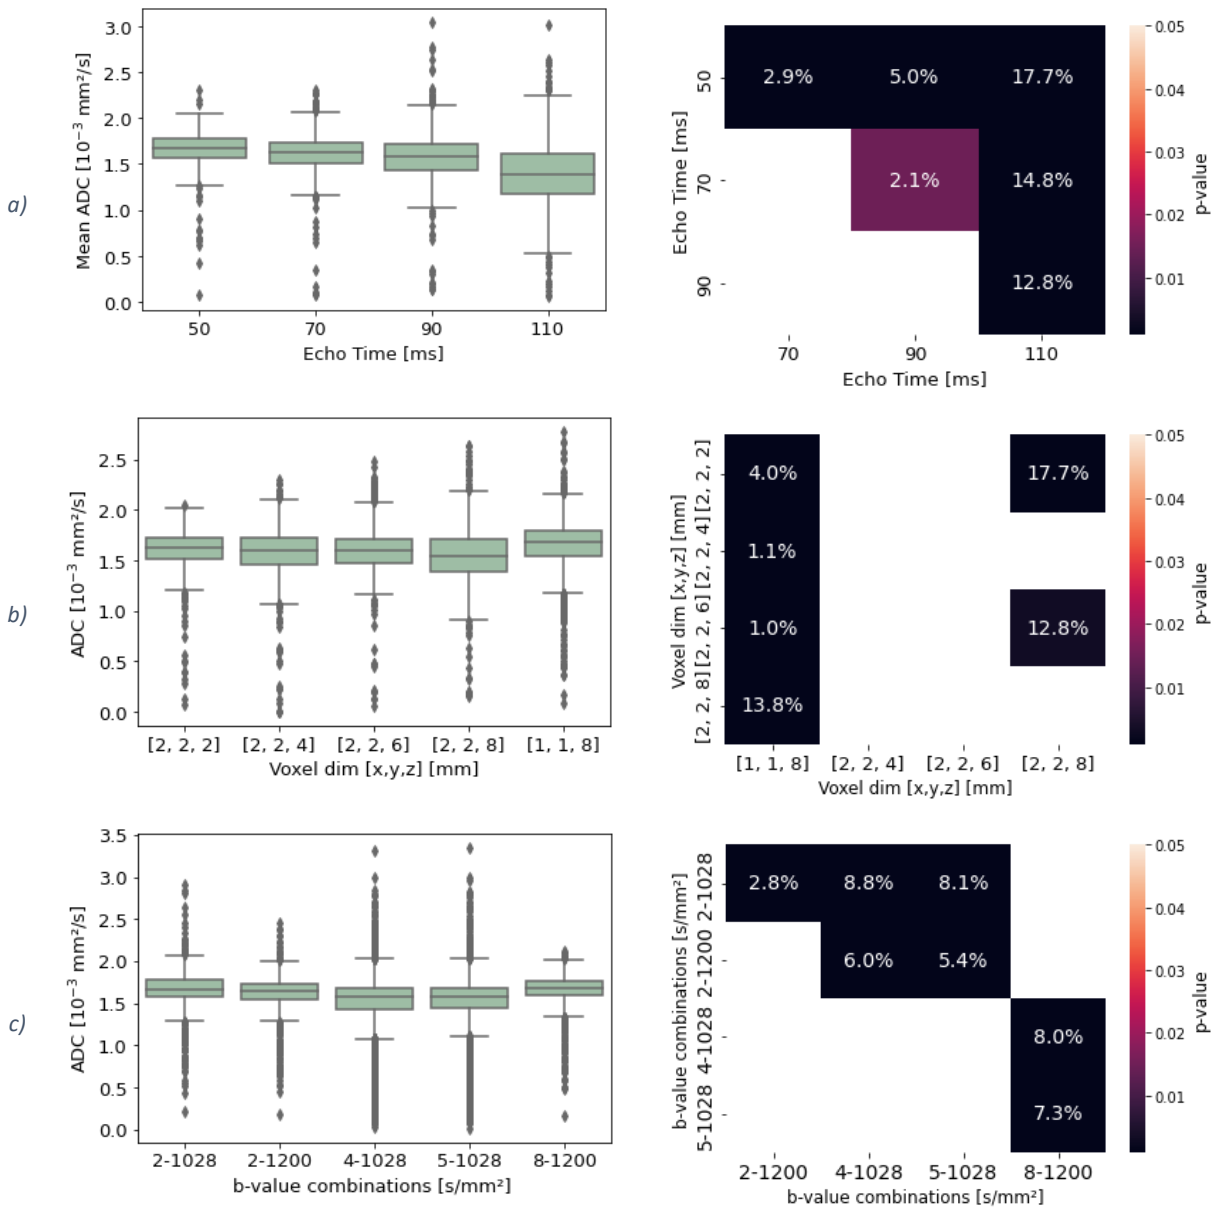 a)
Mean ADC [10⁻³ mm²/s]
3.0
2.5
2.0
1.5
1.0
0.5
0.0
50 70 90 110
Echo Time [ms]
Echo Time [ms]
50
70
90
2.9% 5.0% 17.7%
2.1% 14.8%
12.8%
70 90 110
Echo Time [ms]
0.05
0.04
0.03
0.02
0.01
p-value
b)
ADC [10⁻³ mm²/s]
2.5
2.0
1.5
1.0
0.5
0.0
[2, 2, 2] [2, 2, 4] [2, 2, 6] [2, 2, 8] [1, 1, 8]
Voxel dim [x,y,z] [mm]
Voxel dim [x,y,z] [mm]
[2, 2, 2]
[2, 2, 4]
[2, 2, 6]
[2, 2, 8]
4.0% 17.7%
1.1%
1.0% 12.8%
13.8%
[1, 1, 8] [2, 2, 4] [2, 2, 6] [2, 2, 8]
Voxel dim [x,y,z] [mm]
0.05
0.04
0.03
0.02
0.01
p-value
c)
ADC [10⁻³ mm²/s]
3.5
3.0
2.5
2.0
1.5
1.0
0.5
0.0
2-1028 2-1200 4-1028 5-1028 8-1200
b-value combinations [s/mm²]
b-value combinations [s/mm²]
2-1028
2-1200
4-1028
5-1028
2.8% 8.8% 8.1%
6.0% 5.4%
8.0%
7.3%
2-1200 4-1028 5-1028 8-1200
b-value combinations [s/mm²]
0.05
0.04
0.03
0.02
0.01
p-value